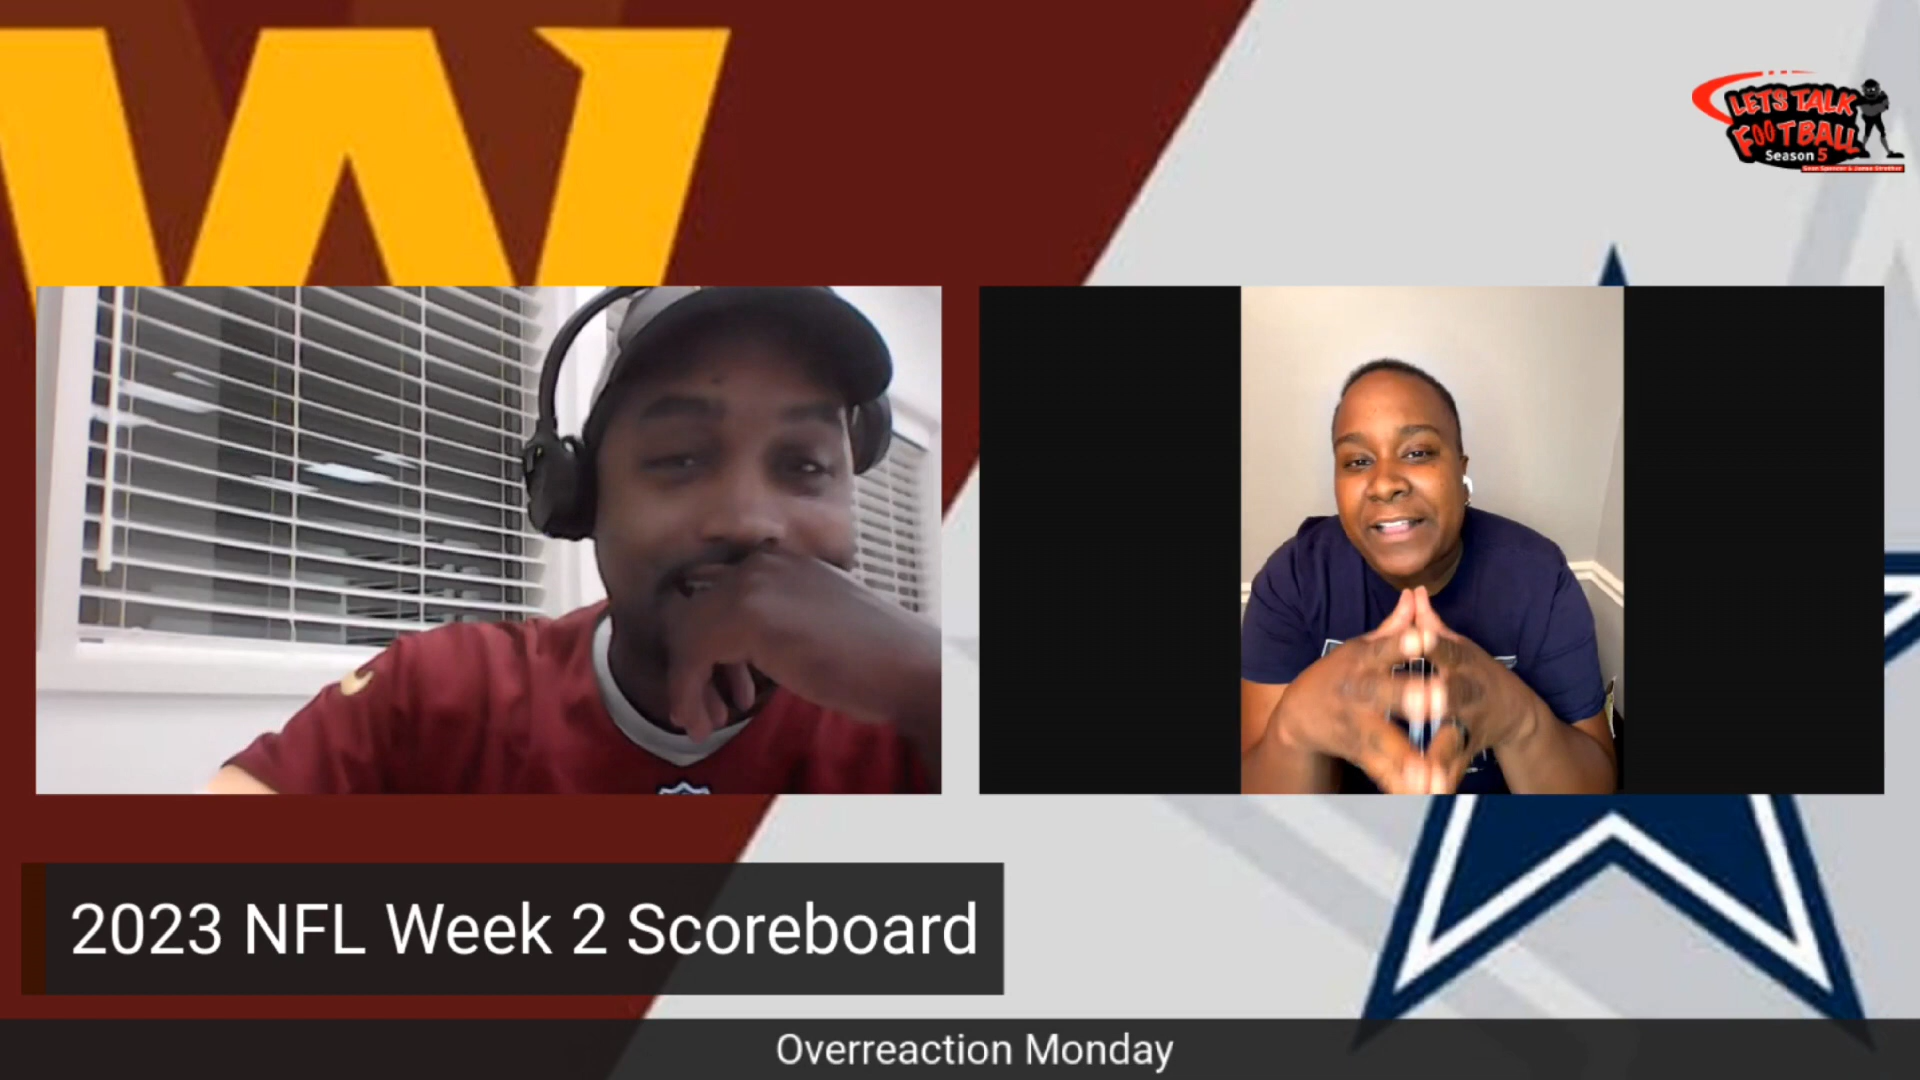 W
LETS TALK
FOOTBALL
Season 5
2023 NFL Week 2 Scoreboard
Overreaction Monday